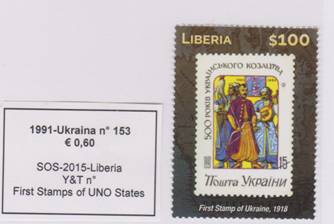 1991-Ukraina n° 153
€ 0,60
SOS-2015-Liberia
Y&T n°
First Stamps of UNO States
LIBERIA $100
500 РОКІВ УКРАЇНСЬКОГО КОЗАЦТВА
15
Пошта України
First Stamp of Ukraine, 1918